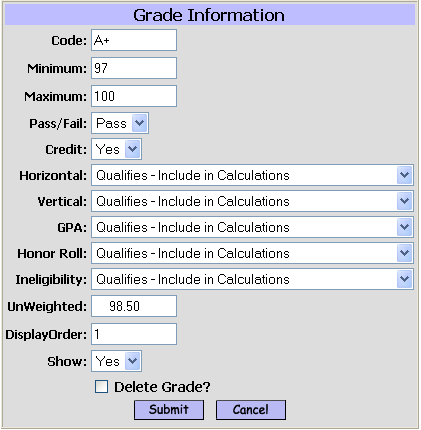 Grade Information
Code: A+
Minimum: 97
Maximum: 100
Pass/Fail: Pass
Credit: Yes
Horizontal: Qualifies - Include in Calculations
Vertical: Qualifies - Include in Calculations
GPA: Qualifies - Include in Calculations
Honor Roll: Qualifies - Include in Calculations
Ineligibility: Qualifies - Include in Calculations
UnWeighted: 98.50
DisplayOrder: 1
Show: Yes
Delete Grade?
Submit Cancel